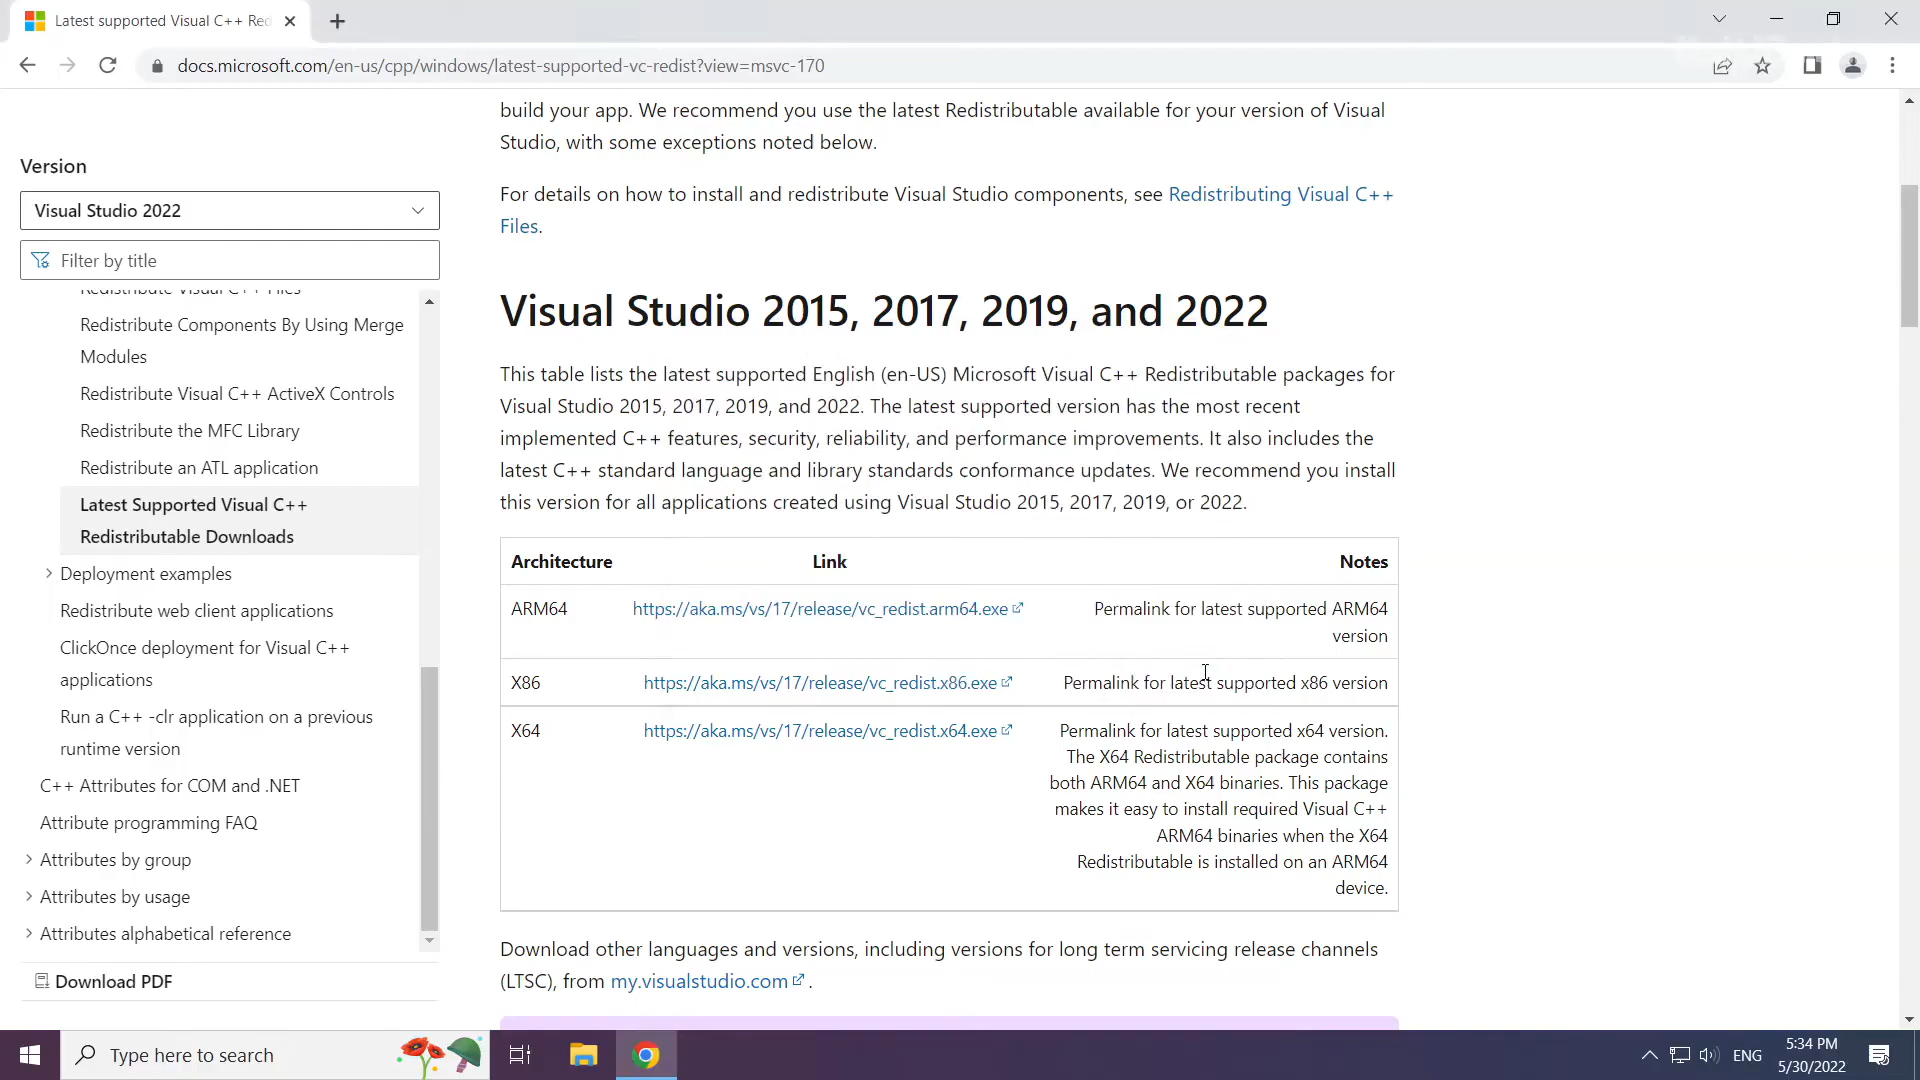 Latest supported Visual C++ Red
docs.microsoft.com/en-us/cpp/windows/latest-supported-vc-redist?view=msvc-170
Version
Visual Studio 2022
Filter by title
Redistribute Visual C++ Files
Redistribute Components By Using Merge
Modules
Redistribute Visual C++ ActiveX Controls
Redistribute the MFC Library
Redistribute an ATL application
Latest Supported Visual C++
Redistributable Downloads
Deployment examples
Redistribute web client applications
ClickOnce deployment for Visual C++
applications
Run a C++ -clr application on a previous
runtime version
C++ Attributes for COM and .NET
Attribute programming FAQ
Attributes by group
Attributes by usage
Attributes alphabetical reference
Download PDF
build your app. We recommend you use the latest Redistributable available for your version of Visual
Studio, with some exceptions noted below.
For details on how to install and redistribute Visual Studio components, see Redistributing Visual C++
Files.
Visual Studio 2015, 2017, 2019, and 2022
This table lists the latest supported English (en-US) Microsoft Visual C++ Redistributable packages for
Visual Studio 2015, 2017, 2019, and 2022. The latest supported version has the most recent
implemented C++ features, security, reliability, and performance improvements. It also includes the
latest C++ standard language and library standards conformance updates. We recommend you install
this version for all applications created using Visual Studio 2015, 2017, 2019, or 2022.
Architecture Link Notes
ARM64 https://aka.ms/vs/17/release/vc_redist.arm64.exe Permalink for latest supported ARM64
version
X86 https://aka.ms/vs/17/release/vc_redist.x86.exe Permalink for latest supported x86 version
X64 https://aka.ms/vs/17/release/vc_redist.x64.exe Permalink for latest supported x64 version.
The X64 Redistributable package contains
both ARM64 and X64 binaries. This package
makes it easy to install required Visual C++
ARM64 binaries when the X64
Redistributable is installed on an ARM64
device.
Download other languages and versions, including versions for long term servicing release channels
(LTSC), from my.visualstudio.com .
Type here to search
ENG
5:34 PM
5/30/2022